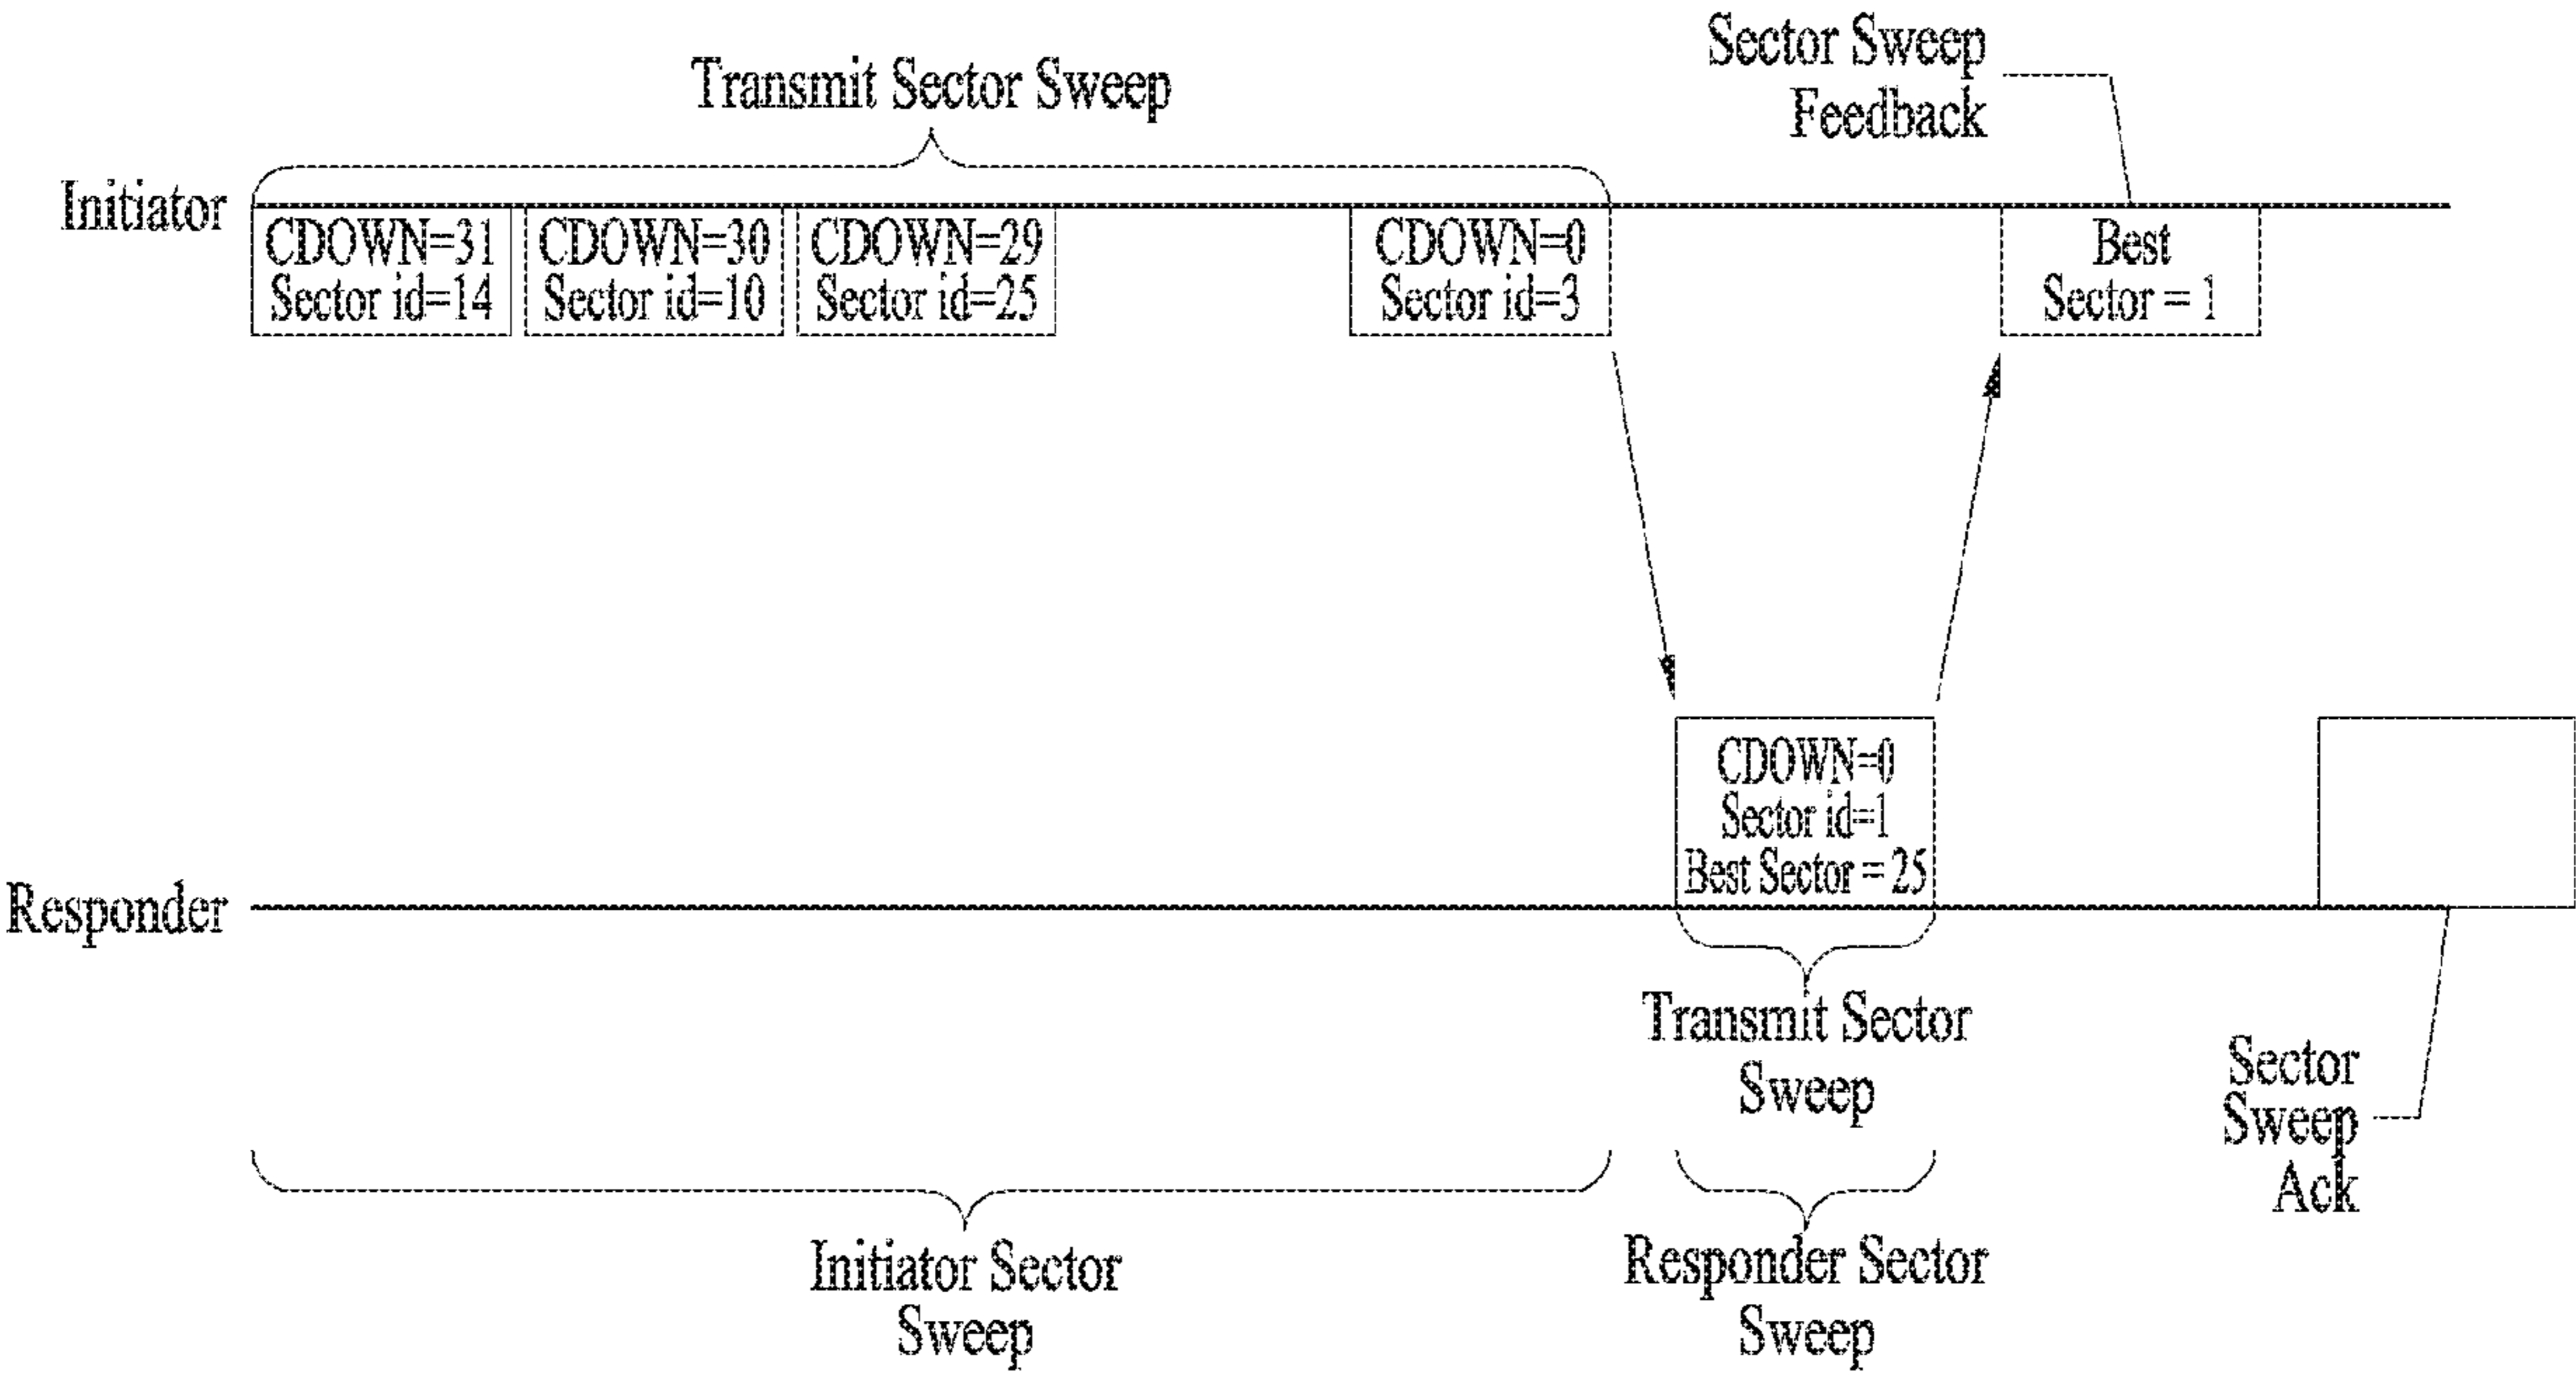 Transmit Sector Sweep
Sector Sweep
Feedback
Initiator
CDOWN=31
Sector id=14
CDOWN=30
Sector id=10
CDOWN=29
Sector id=25
CDOWN=0
Sector id=3
Best
Sector = 1
CDOWN=0
Sector id=1
Best Sector = 25
Responder
Transmit Sector
Sweep
Sector
Sweep
Ack
Initiator Sector
Sweep
Responder Sector
Sweep